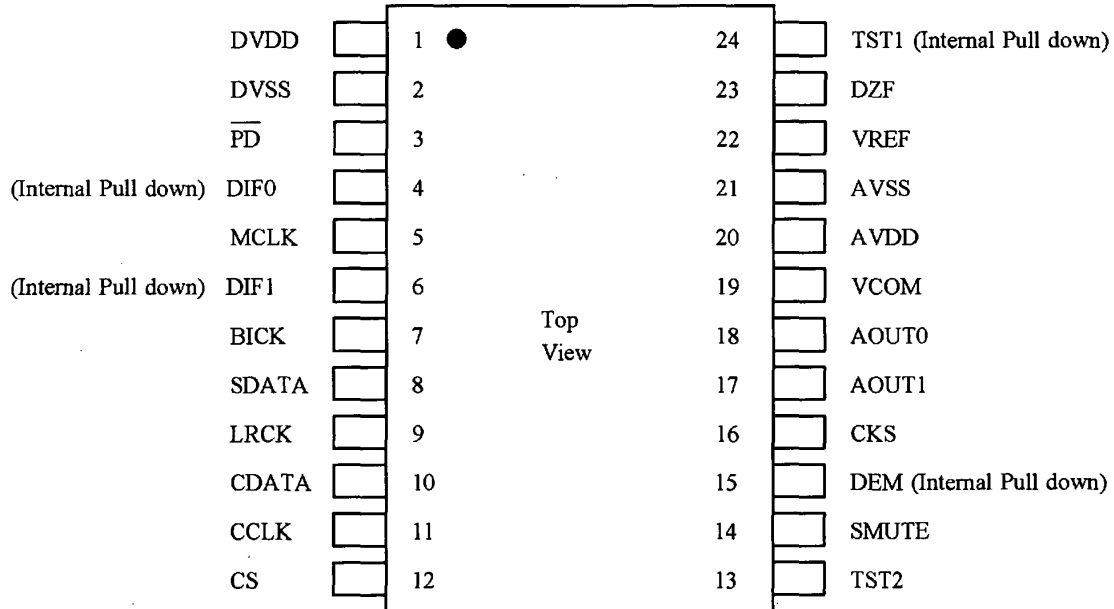 DVDD 1 24 TST1 (Internal Pull down)
DVSS 2 23 DZF
P̅D̅ 3 22 VREF
(Internal Pull down) DIF0 4 21 AVSS
MCLK 5 20 AVDD
(Internal Pull down) DIF1 6 19 VCOM
Top
BICK 7 18 AOUT0
View
SDATA 8 17 AOUT1
LRCK 9 16 CKS
CDATA 10 15 DEM (Internal Pull down)
CCLK 11 14 SMUTE
CS 12 13 TST2